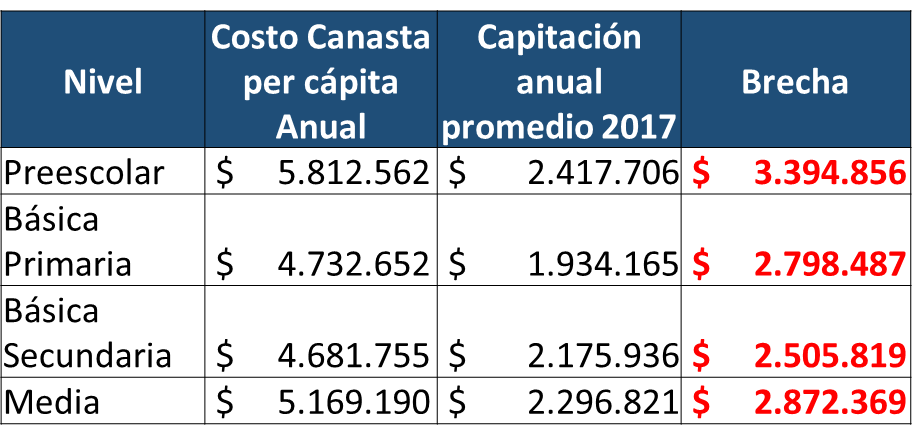 Nivel
Costo Canasta
per cápita
Anual
Capitación
anual
promedio 2017
Brecha
Preescolar $ 5.812.562 $ 2.417.706 $ 3.394.856
Básica
Primaria $ 4.732.652 $ 1.934.165 $ 2.798.487
Básica
Secundaria $ 4.681.755 $ 2.175.936 $ 2.505.819
Media $ 5.169.190 $ 2.296.821 $ 2.872.369